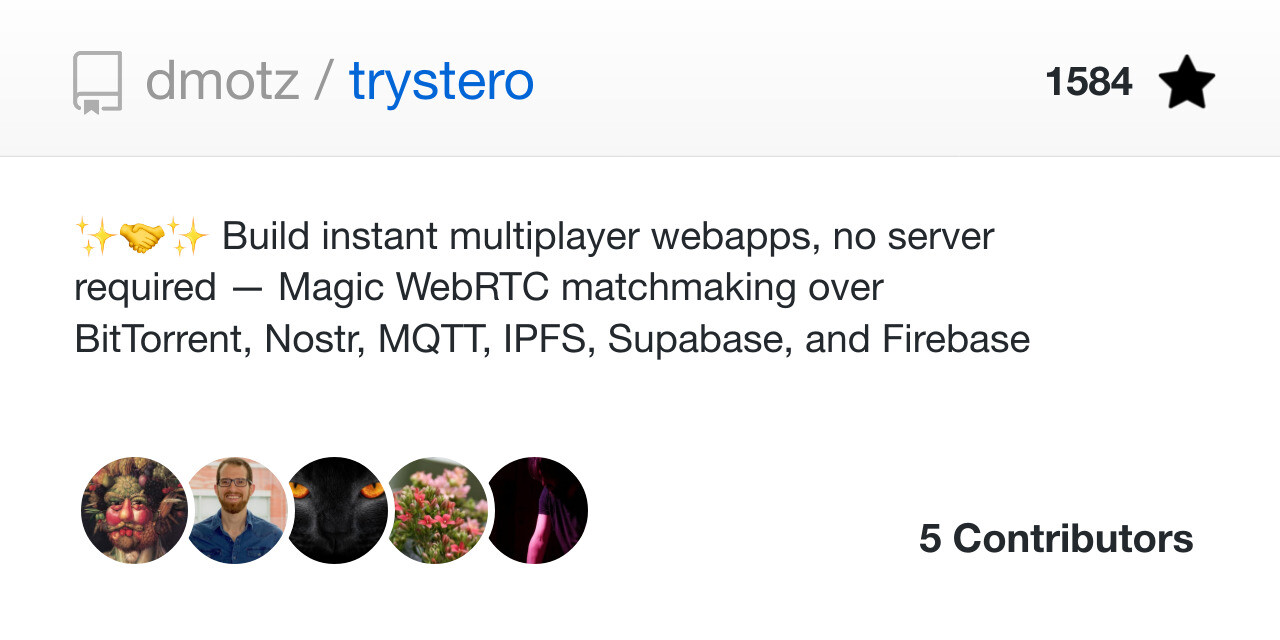 dmotz / trystero
1584
✨🤝✨ Build instant multiplayer webapps, no server
required — Magic WebRTC matchmaking over
BitTorrent, Nostr, MQTT, IPFS, Supabase, and Firebase
5 Contributors